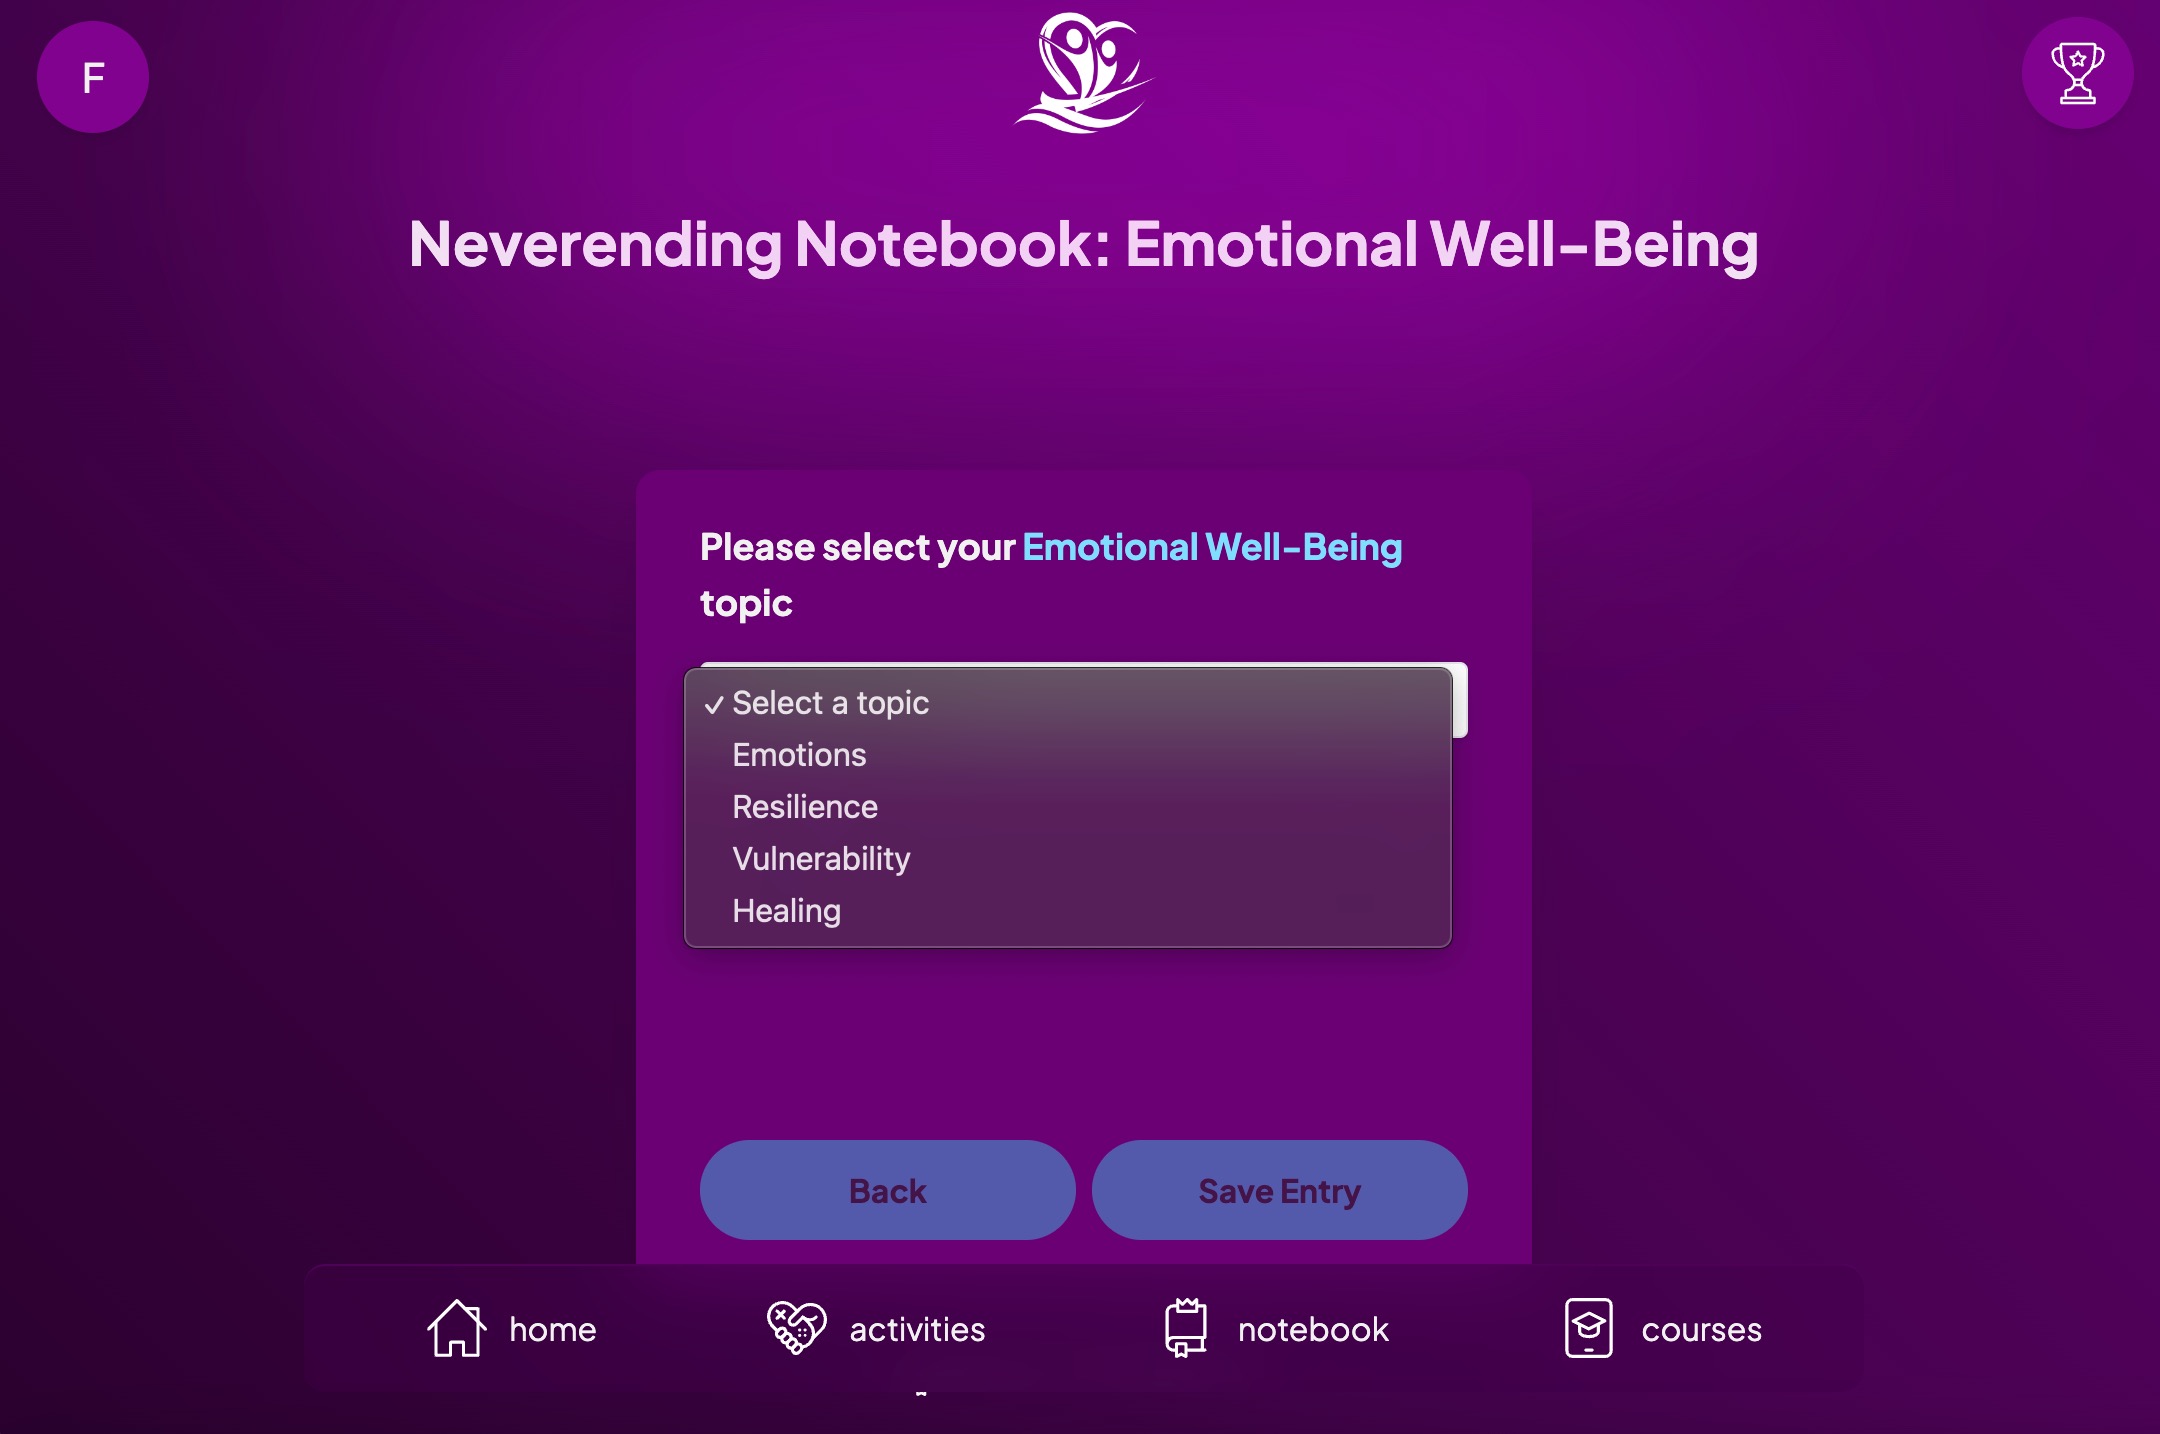 F
Neverending Notebook: Emotional Well-Being
Please select your Emotional Well-Being
topic
✓ Select a topic
Emotions
Resilience
Vulnerability
Healing
Back
Save Entry
home
activities
notebook
courses